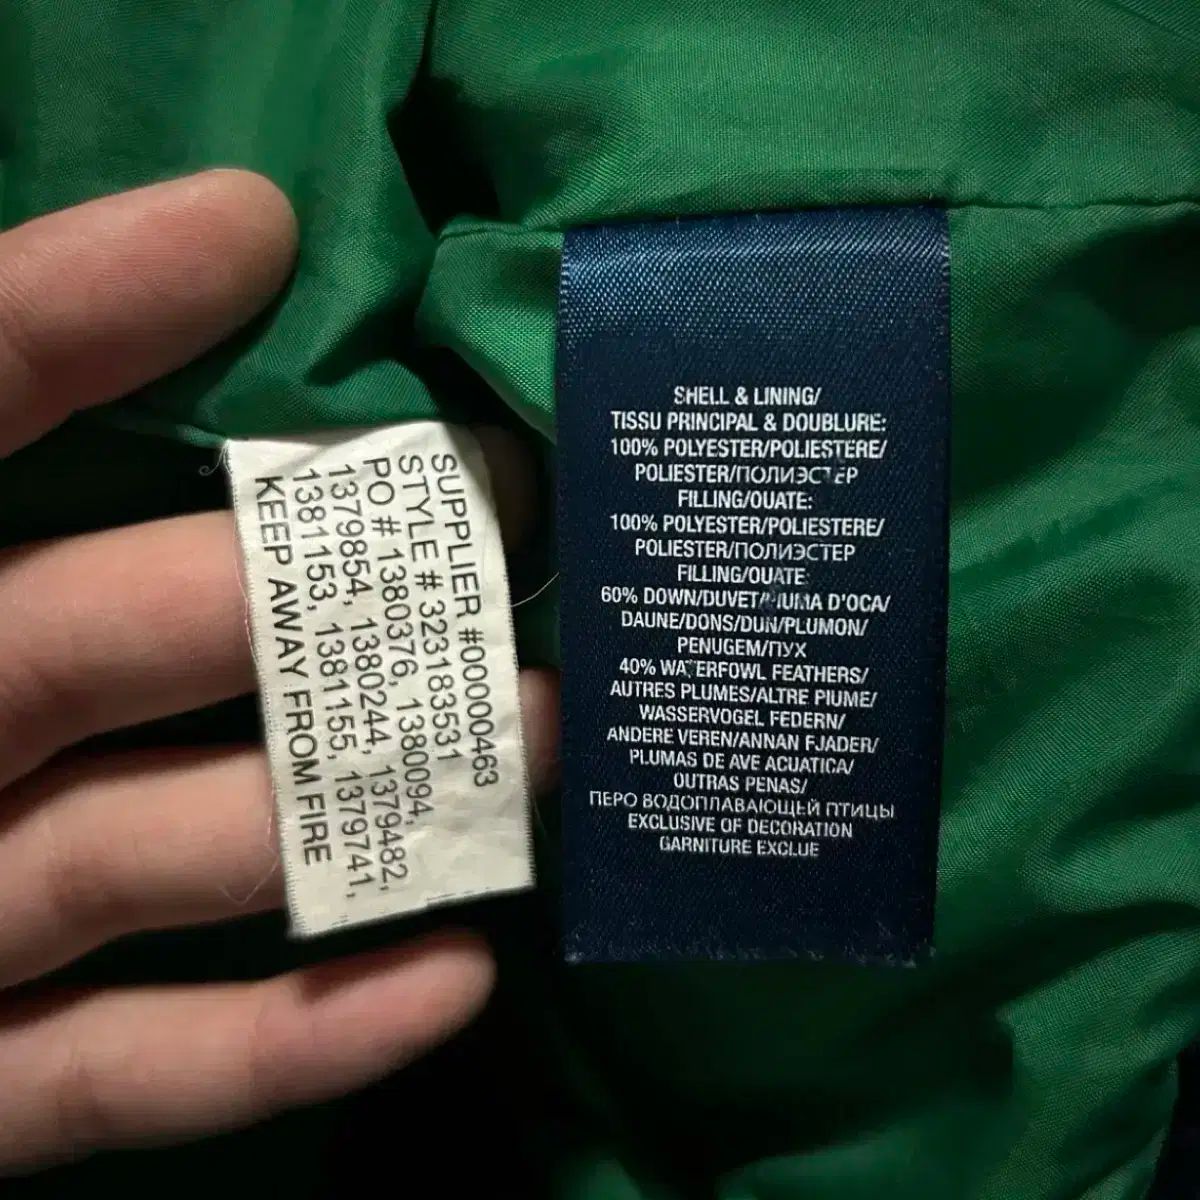 SUPPLIER #00000463
STYLE # 323183531
PO # 1380376, 1380094,
1379854, 1380244, 1379482,
1381153, 1381155, 1379741,
KEEP AWAY FROM FIRE
SHELL & LINING/
TISSU PRINCIPAL & DOUBLURE:
100% POLYESTER/POLIESTERE/
POLIESTER/ПОЛИЭСТЕР
FILLING/OUATE:
100% POLYESTER/POLIESTERE/
POLIESTER/ПОЛИЭСТЕР
FILLING/OUATE:
60% DOWN/DUVET/PIUMA D'OCA/
DAUNE/DONS/DUN/PLUMON/
PENUGEM/ПУХ
40% WATERFOWL FEATHERS/
AUTRES PLUMES/ALTRE PIUME/
WASSERVOGEL FEDERN/
ANDERE VEREN/ANNAN FJADER/
PLUMAS DE AVE ACUATICA/
OUTRAS PENAS/
ПЕРО ВОДОПЛАВАЮЩЕЙ ПТИЦЫ
EXCLUSIVE OF DECORATION
GARNITURE EXCLUE